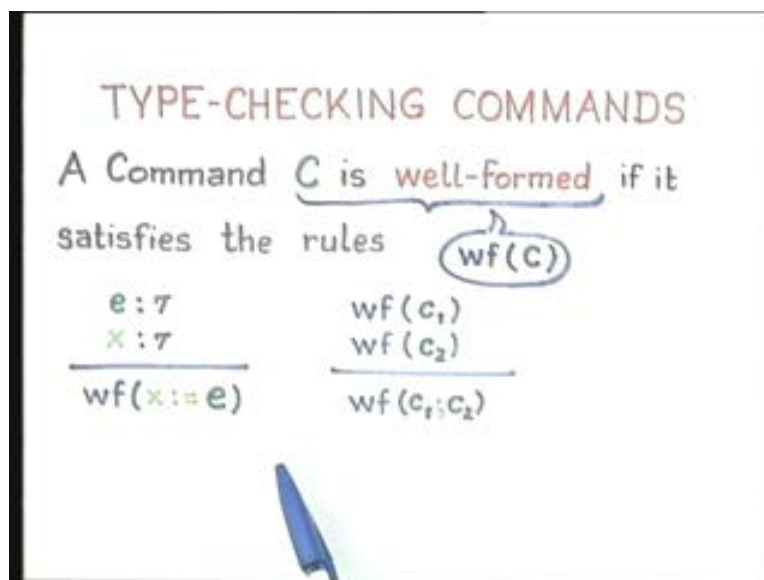 TYPE-CHECKING COMMANDS
A Command C is well-formed if it
satisfies the rules
wf(C)
e : τ
x : τ
wf(x := e)
wf(c₁)
wf(c₂)
wf(c₁;c₂)